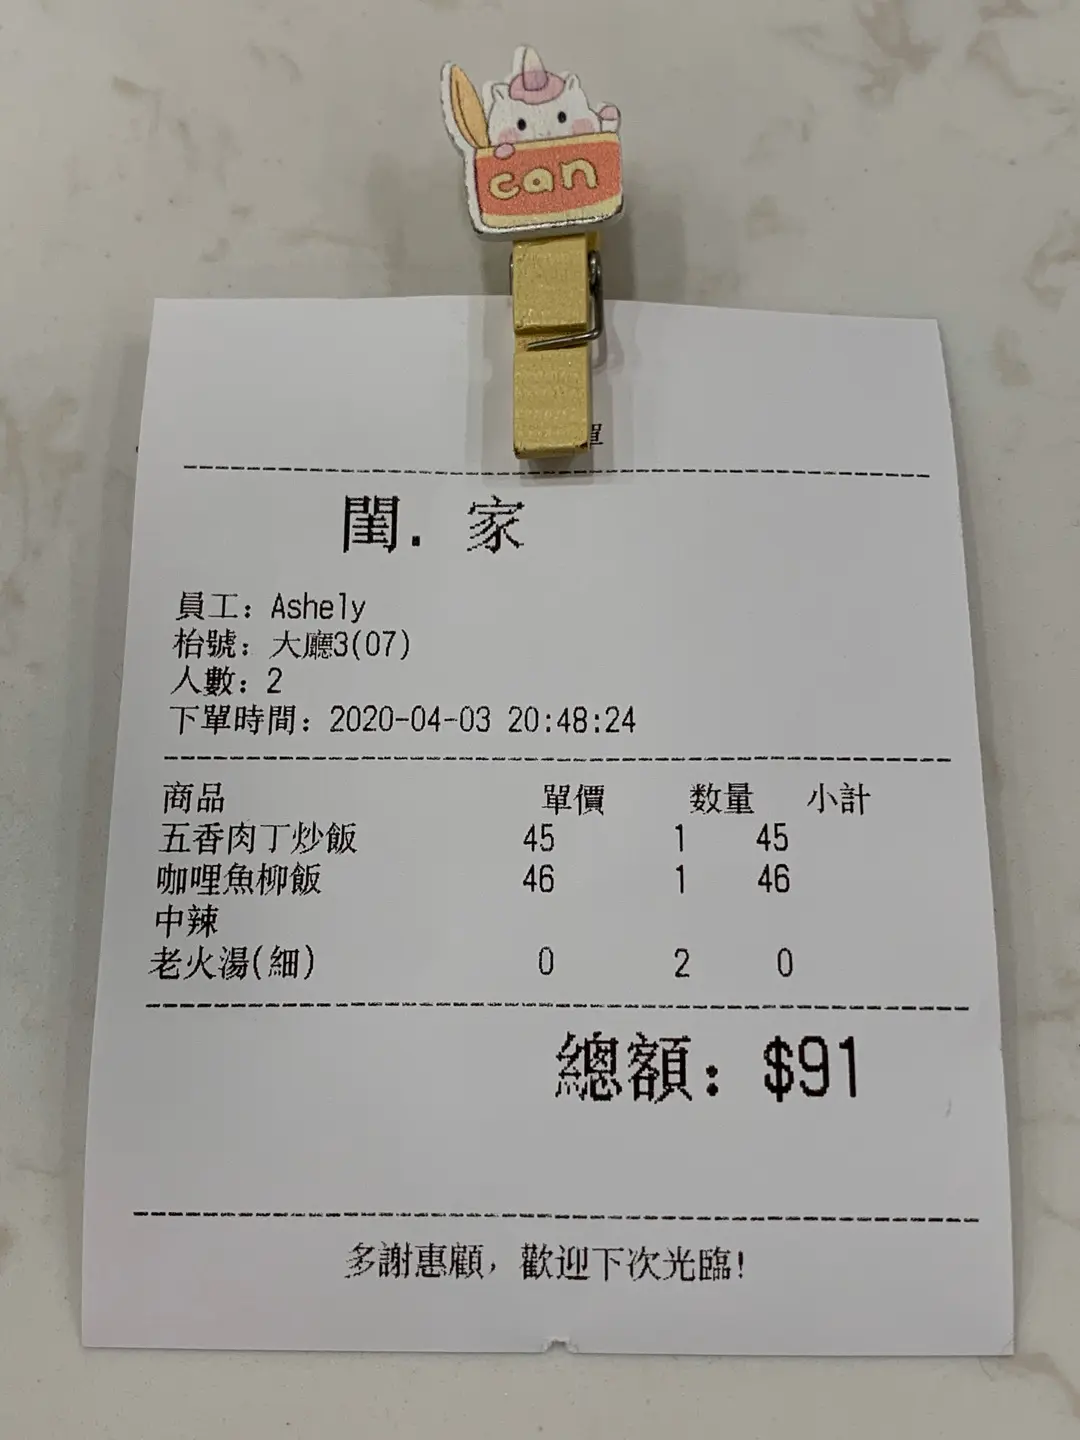 can
單
閨. 家
員工: Ashely
枱號: 大廳3(07)
人數: 2
下單時間: 2020-04-03 20:48:24
商品 單價 数量 小計
五香肉丁炒飯 45 1 45
咖哩魚柳飯 46 1 46
中辣
老火湯(細) 0 2 0
總額: $91
多謝惠顧, 歡迎下次光臨!